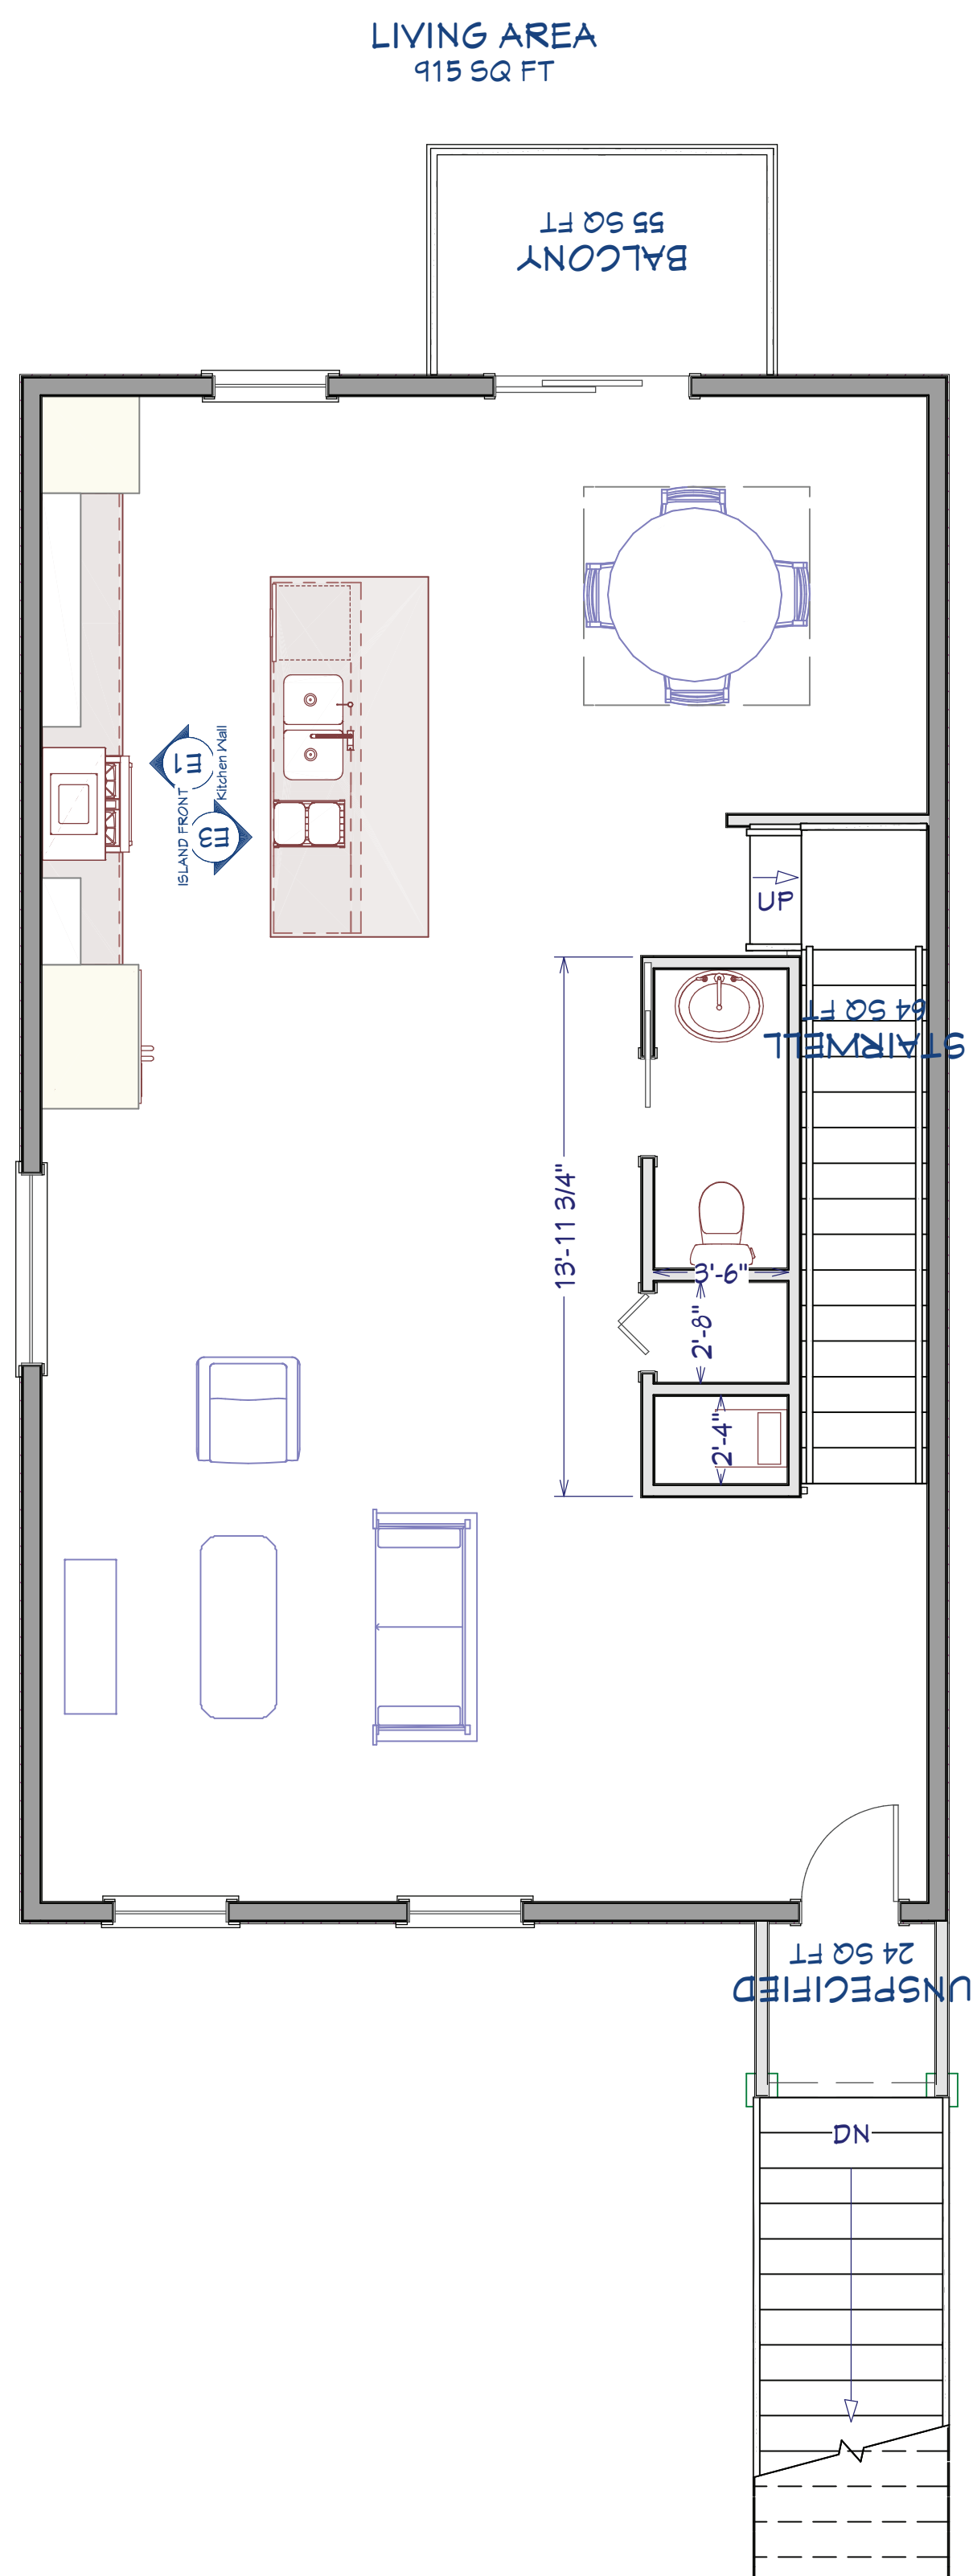 LIVING AREA
915 SQ FT
BALCONY
55 SQ FT
E1
Kitchen Wall
ISLAND FRONT
E3
UP
STAIRWELL
64 SQ FT
13'-11 3/4"
3'-6"
2'-8"
2'-4"
UNSPECIFIED
24 SQ FT
DN